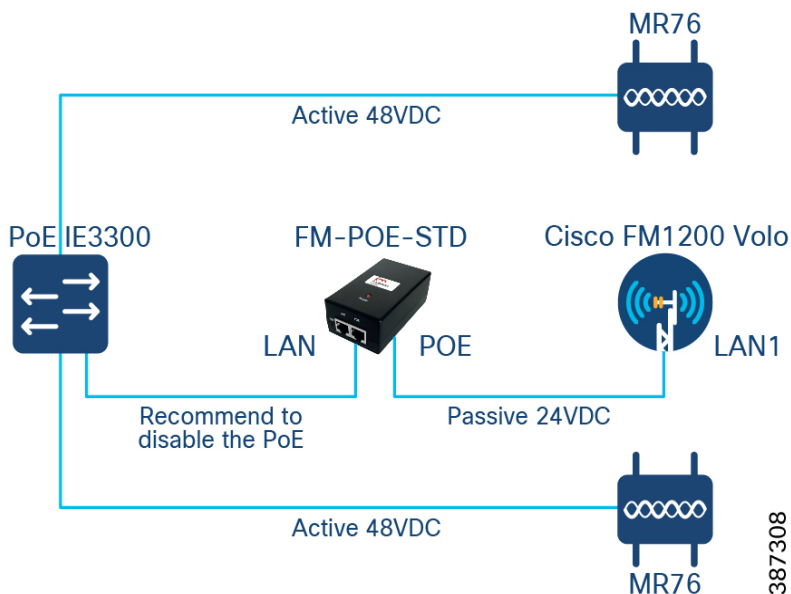 MR76
Active 48VDC
PoE IE3300
FM-POE-STD
Cisco FM1200 Volo
LAN
POE
LAN1
Recommend to
disable the PoE
Passive 24VDC
Active 48VDC
MR76
387308